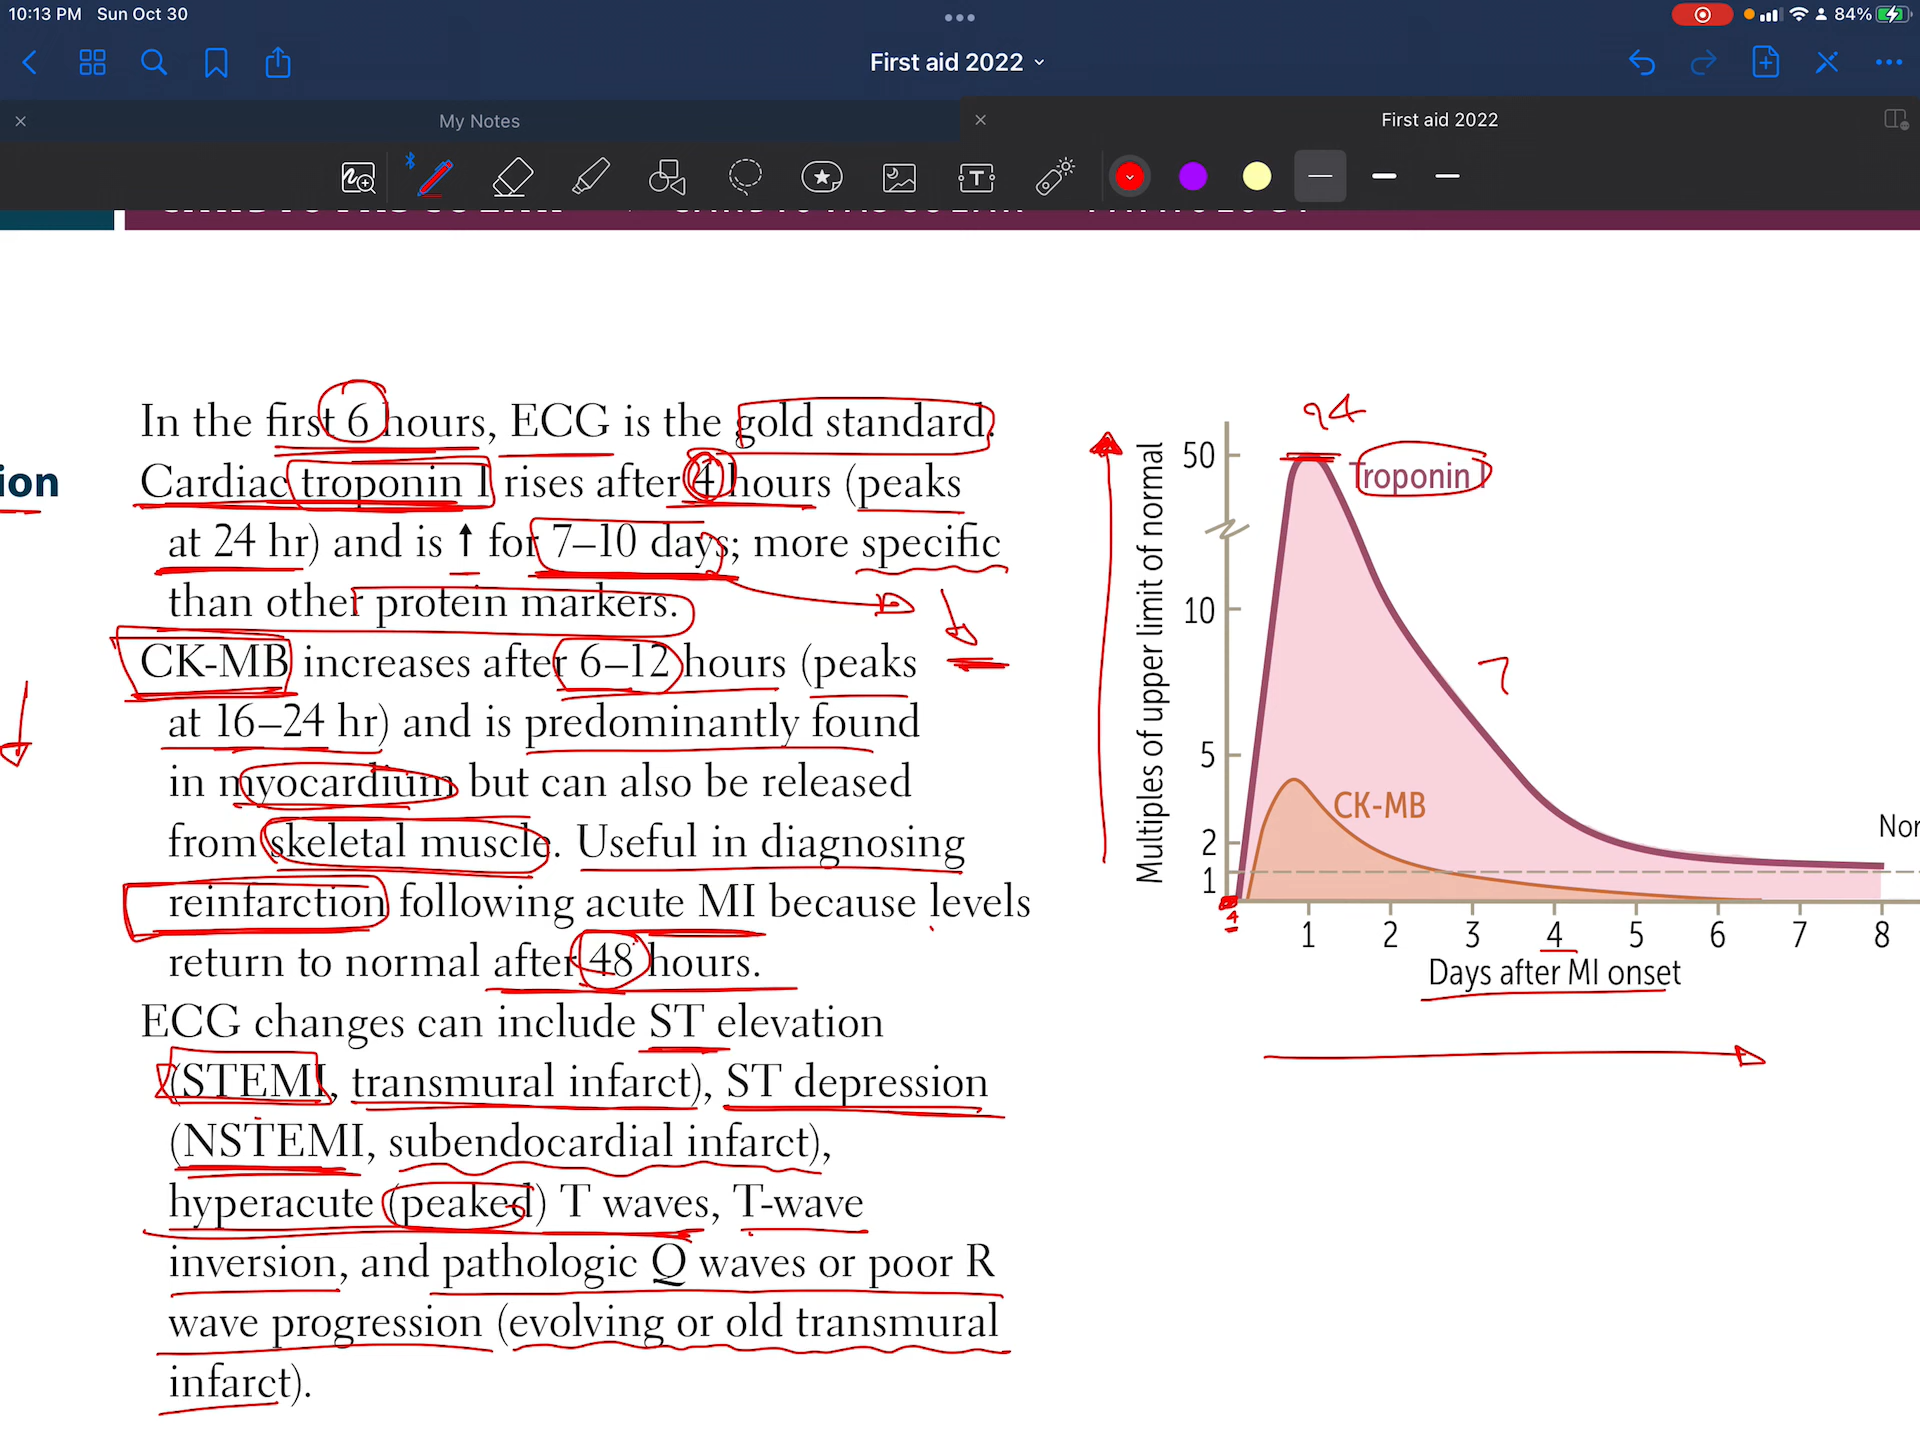 10:13 PM Sun Oct 30
84%
First aid 2022
My Notes
First aid 2022
ion
In the first 6 hours, ECG is the gold standard.
Cardiac troponin I rises after 4 hours (peaks
at 24 hr) and is ↑ for 7–10 days; more specific
than other protein markers.
CK-MB increases after 6–12 hours (peaks
at 16–24 hr) and is predominantly found
in myocardium but can also be released
from skeletal muscle. Useful in diagnosing
reinfarction following acute MI because levels
return to normal after 48 hours.
ECG changes can include ST elevation
(STEMI, transmural infarct), ST depression
(NSTEMI, subendocardial infarct),
hyperacute (peaked) T waves, T-wave
inversion, and pathologic Q waves or poor R
wave progression (evolving or old transmural
infarct).
Multiples of upper limit of normal
50
10
5
2
1
24
Troponin I
7
CK-MB
Nor
4
1 2 3 4 5 6 7 8
Days after MI onset